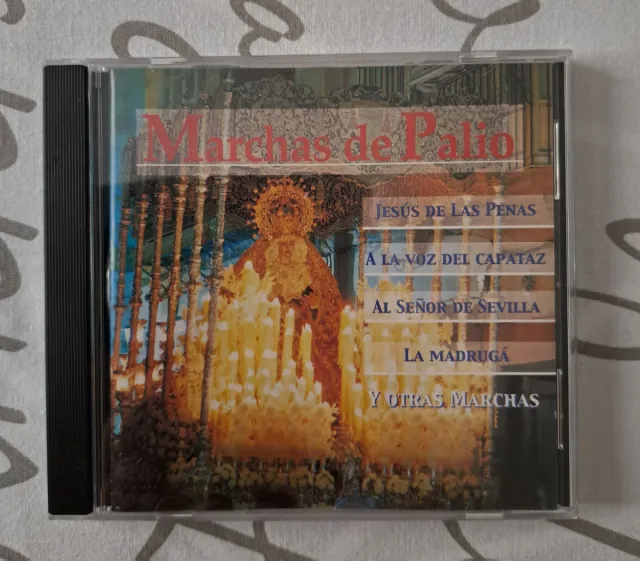 Marchas de Palio
JESÚS DE LAS PENAS
A LA VOZ DEL CAPATAZ
AL SEÑOR DE SEVILLA
LA MADRUGÁ
Y OTRAS MARCHAS